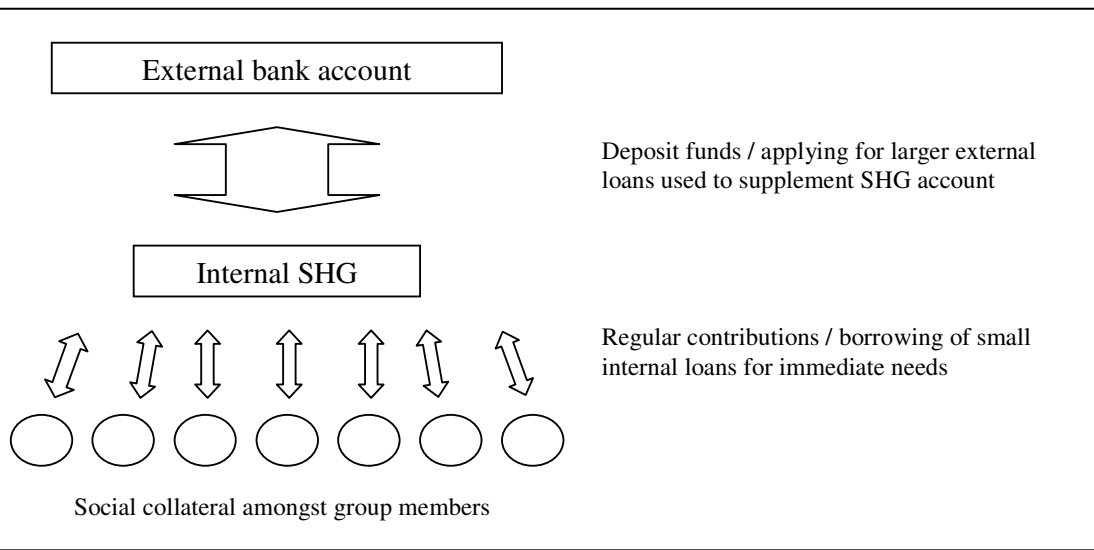 External bank account
Deposit funds / applying for larger external
loans used to supplement SHG account
Internal SHG
Regular contributions / borrowing of small
internal loans for immediate needs
Social collateral amongst group members